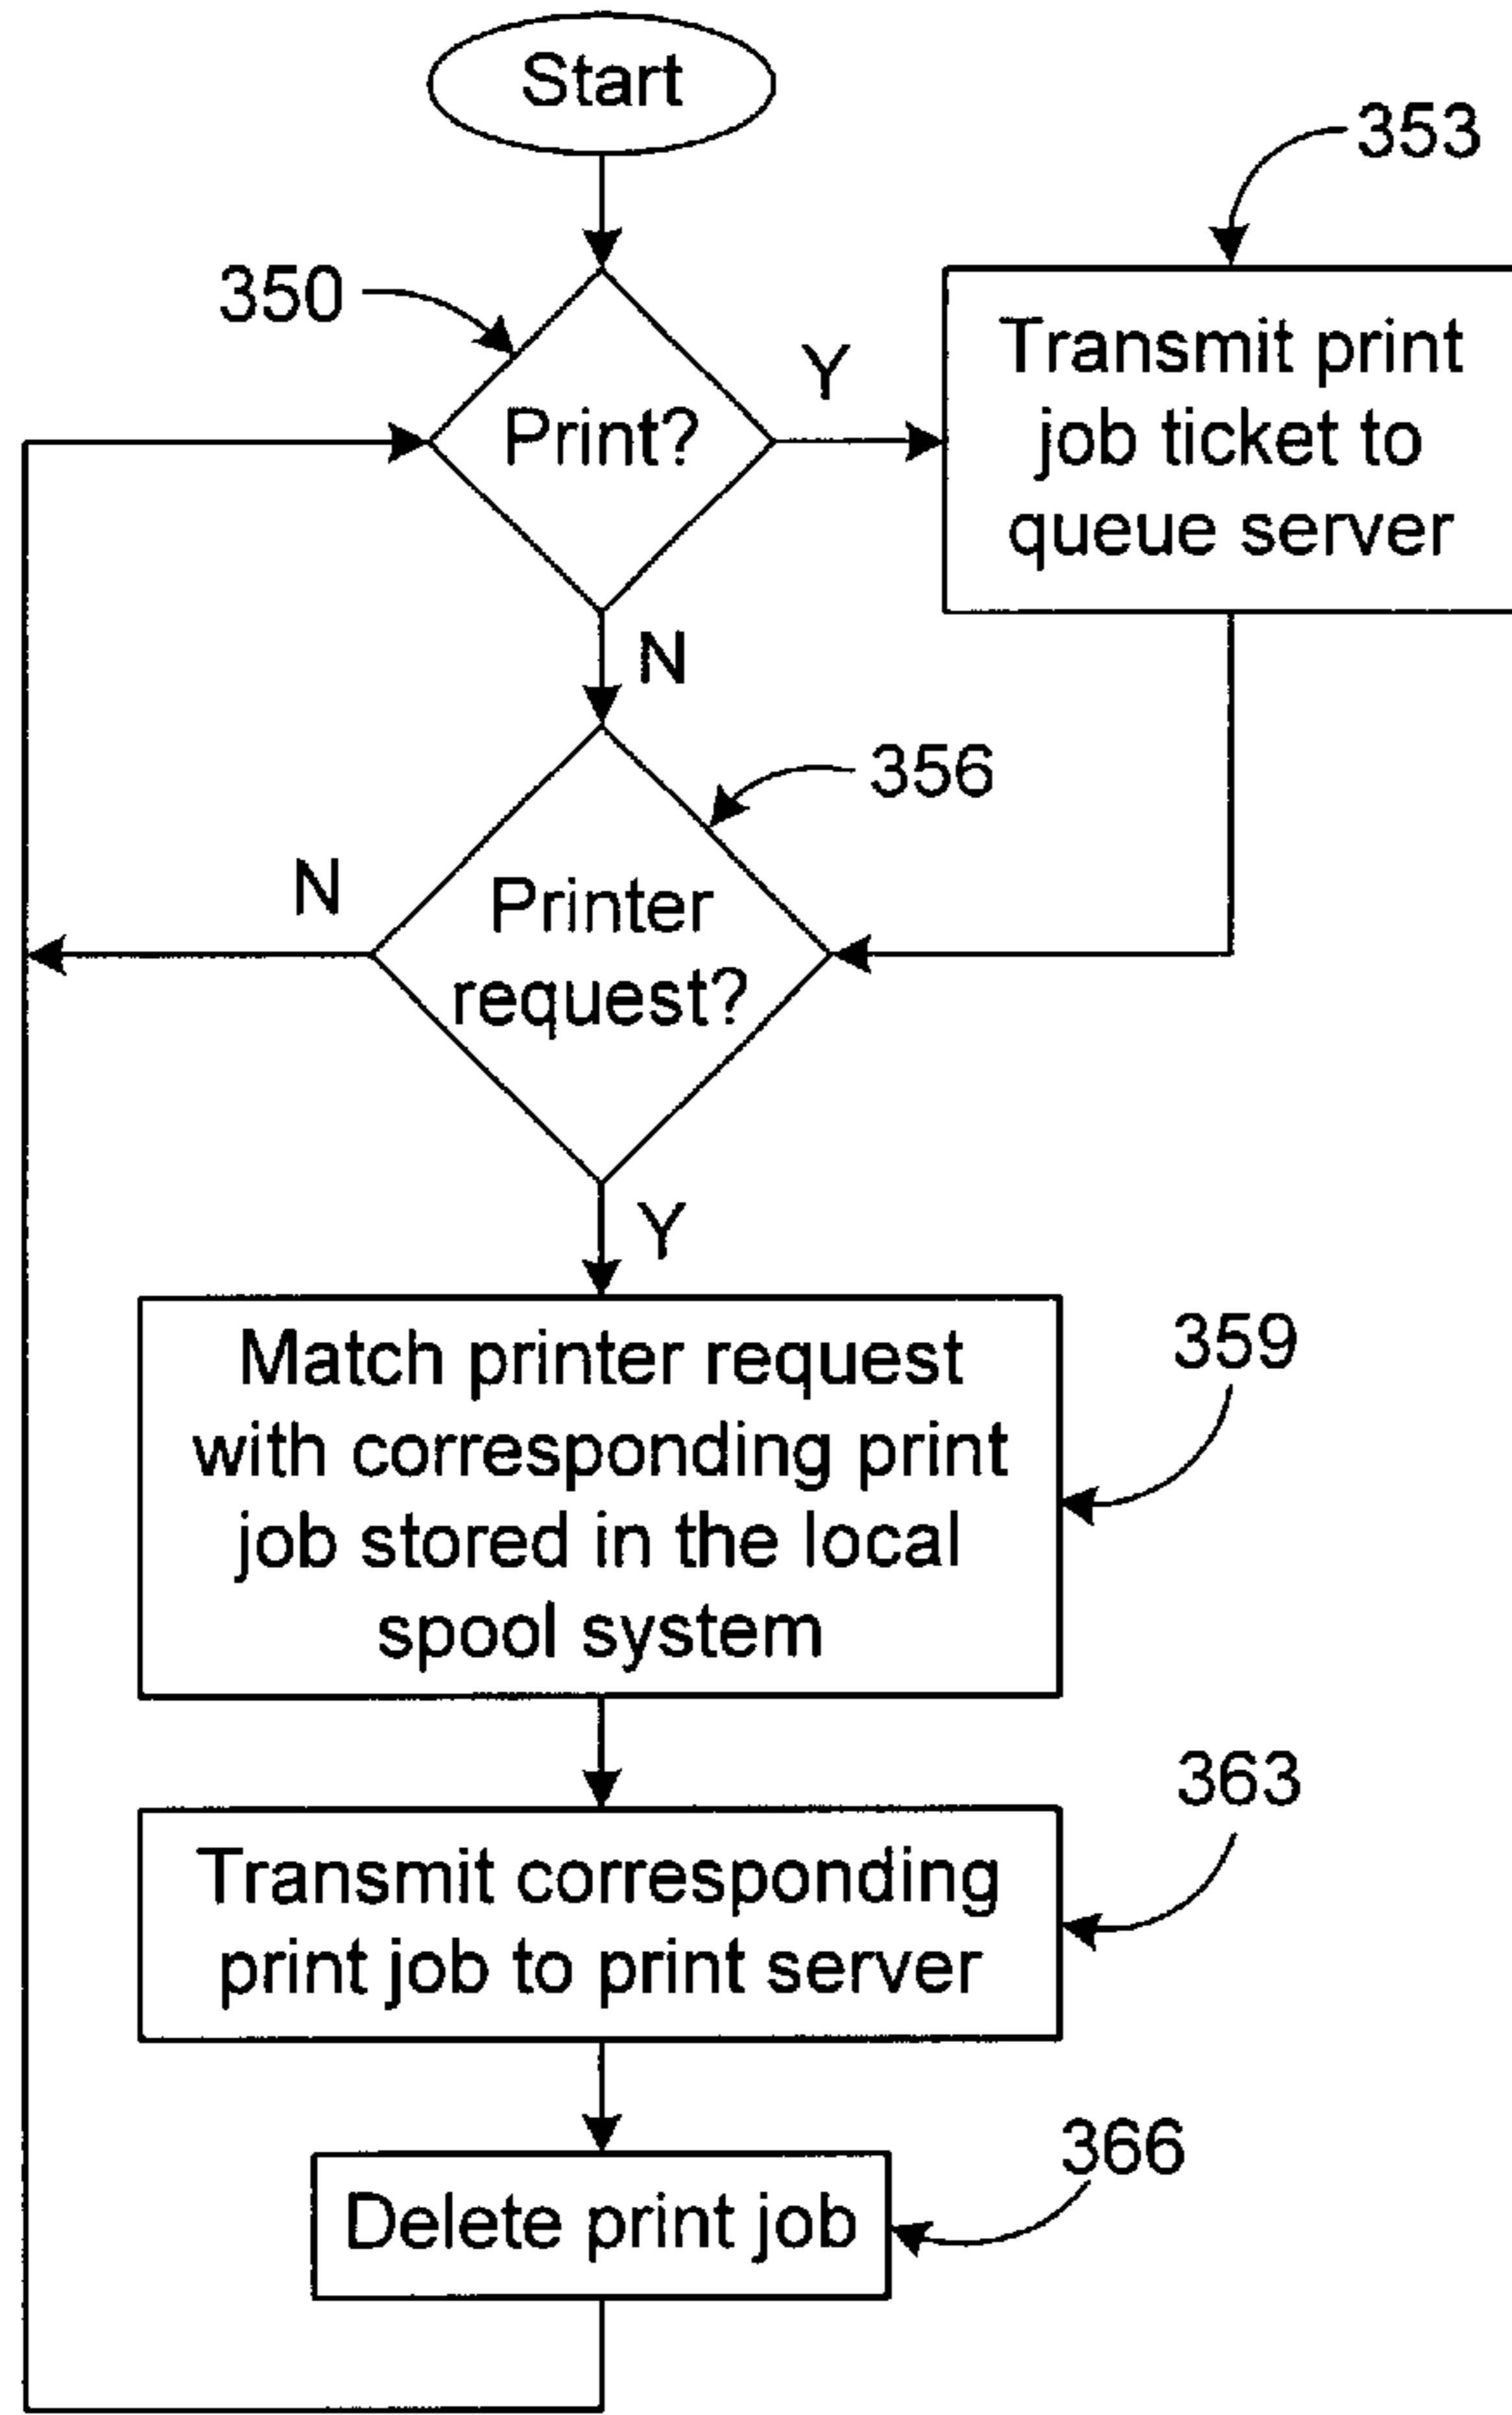 Start
353
350
Transmit print
job ticket to
queue server
Y
Print?
N
356
N
Printer
request?
Y
Match printer request
with corresponding print
job stored in the local
spool system
359
363
Transmit corresponding
print job to print server
366
Delete print job